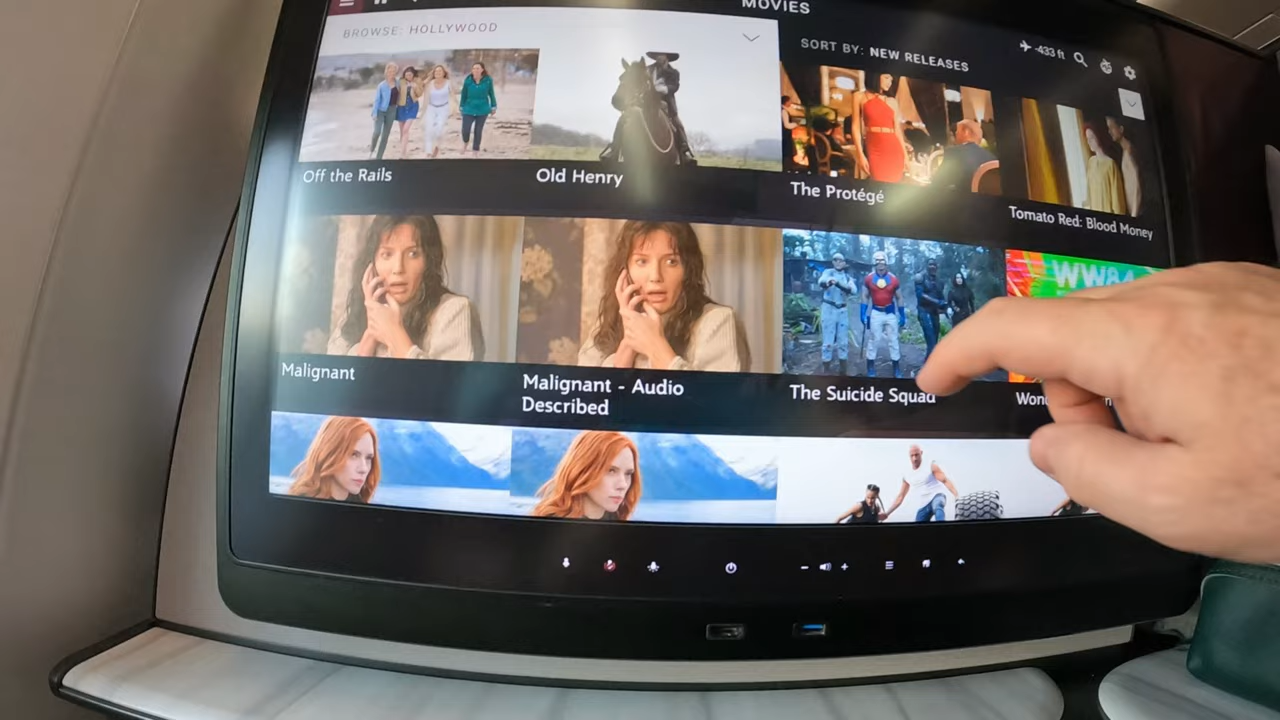 MOVIES
BROWSE: HOLLYWOOD
SORT BY: NEW RELEASES
-433 ft
Off the Rails
Old Henry
The Protégé
Tomato Red: Blood Money
WW84
Malignant
Malignant - Audio
Described
The Suicide Squad